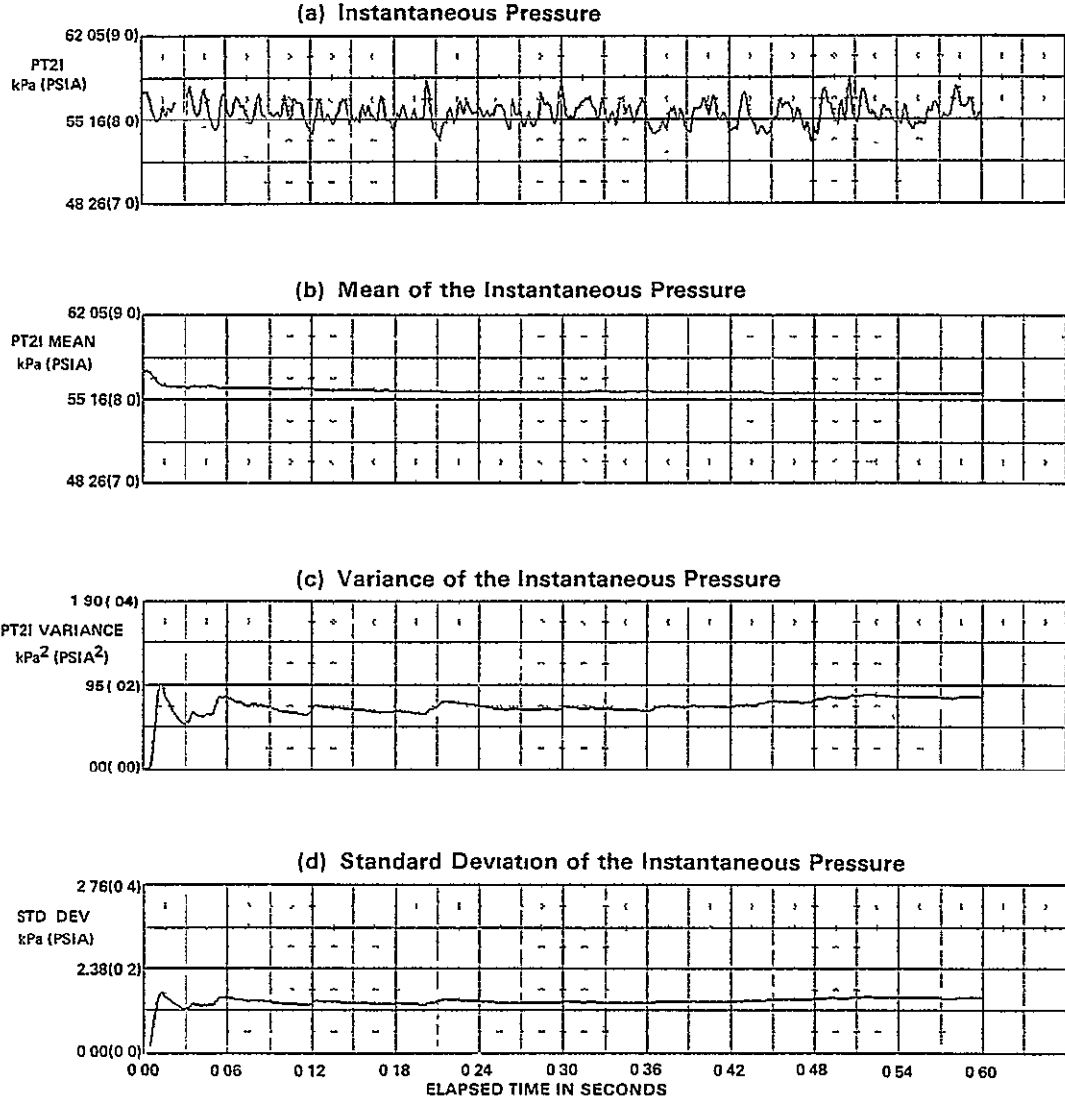 (a) Instantaneous Pressure
62 05(9 0)
PT2I
kPa (PSIA)
55 16(8 0)
48 26(7 0)
(b) Mean of the Instantaneous Pressure
62 05(9 0)
PT2I MEAN
kPa (PSIA)
55 16(8 0)
48 26(7 0)
(c) Variance of the Instantaneous Pressure
1 90( 04)
PT2I VARIANCE
kPa2 (PSIA2)
95( 02)
00( 00)
(d) Standard Deviation of the Instantaneous Pressure
2 76(0 4)
STD DEV
kPa (PSIA)
2.38(0 2)
0 00(0 0)
0 00 0 06 0 12 0 18 0 24 0 30 0 36 0 42 0 48 0 54 0 60
ELAPSED TIME IN SECONDS